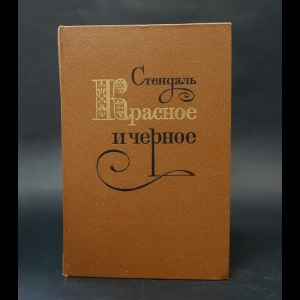 Стендаль
Красное
и черное